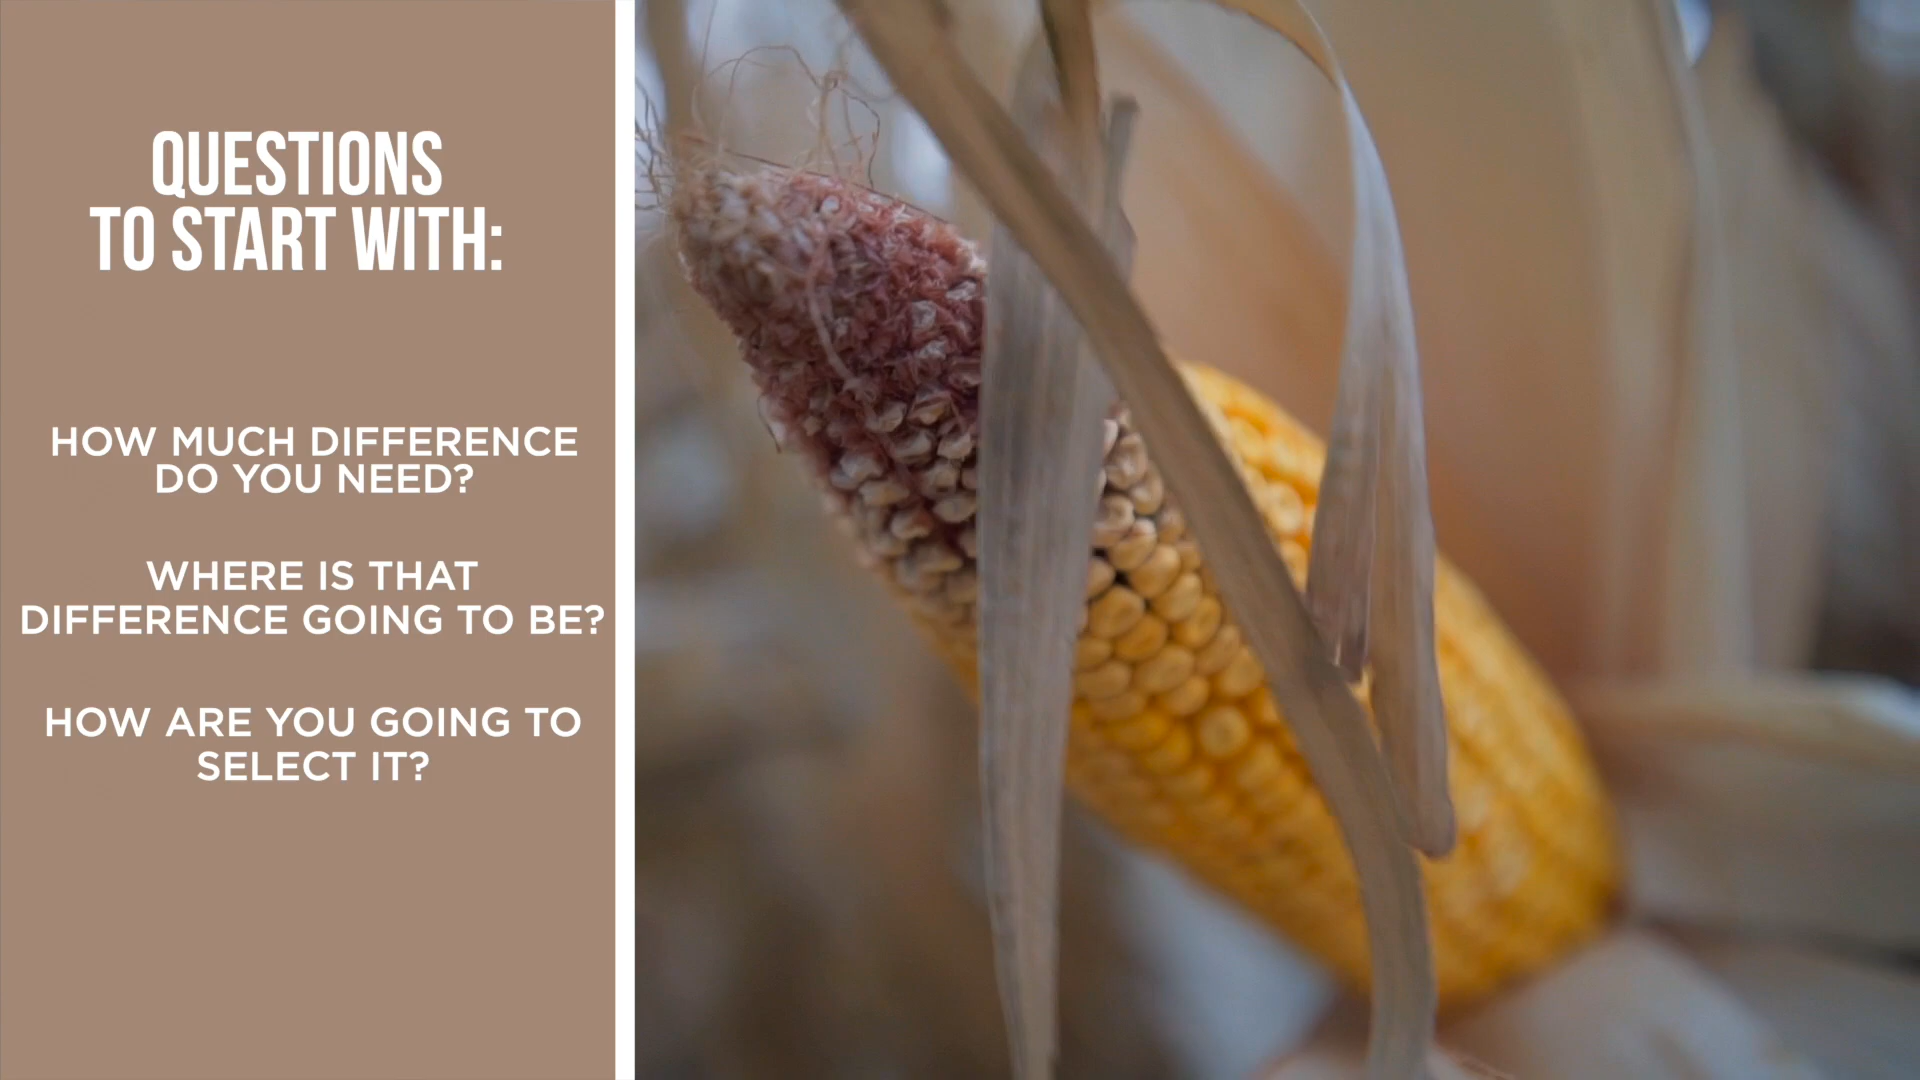 QUESTIONS
TO START WITH:
HOW MUCH DIFFERENCE
DO YOU NEED?
WHERE IS THAT
DIFFERENCE GOING TO BE?
HOW ARE YOU GOING TO
SELECT IT?